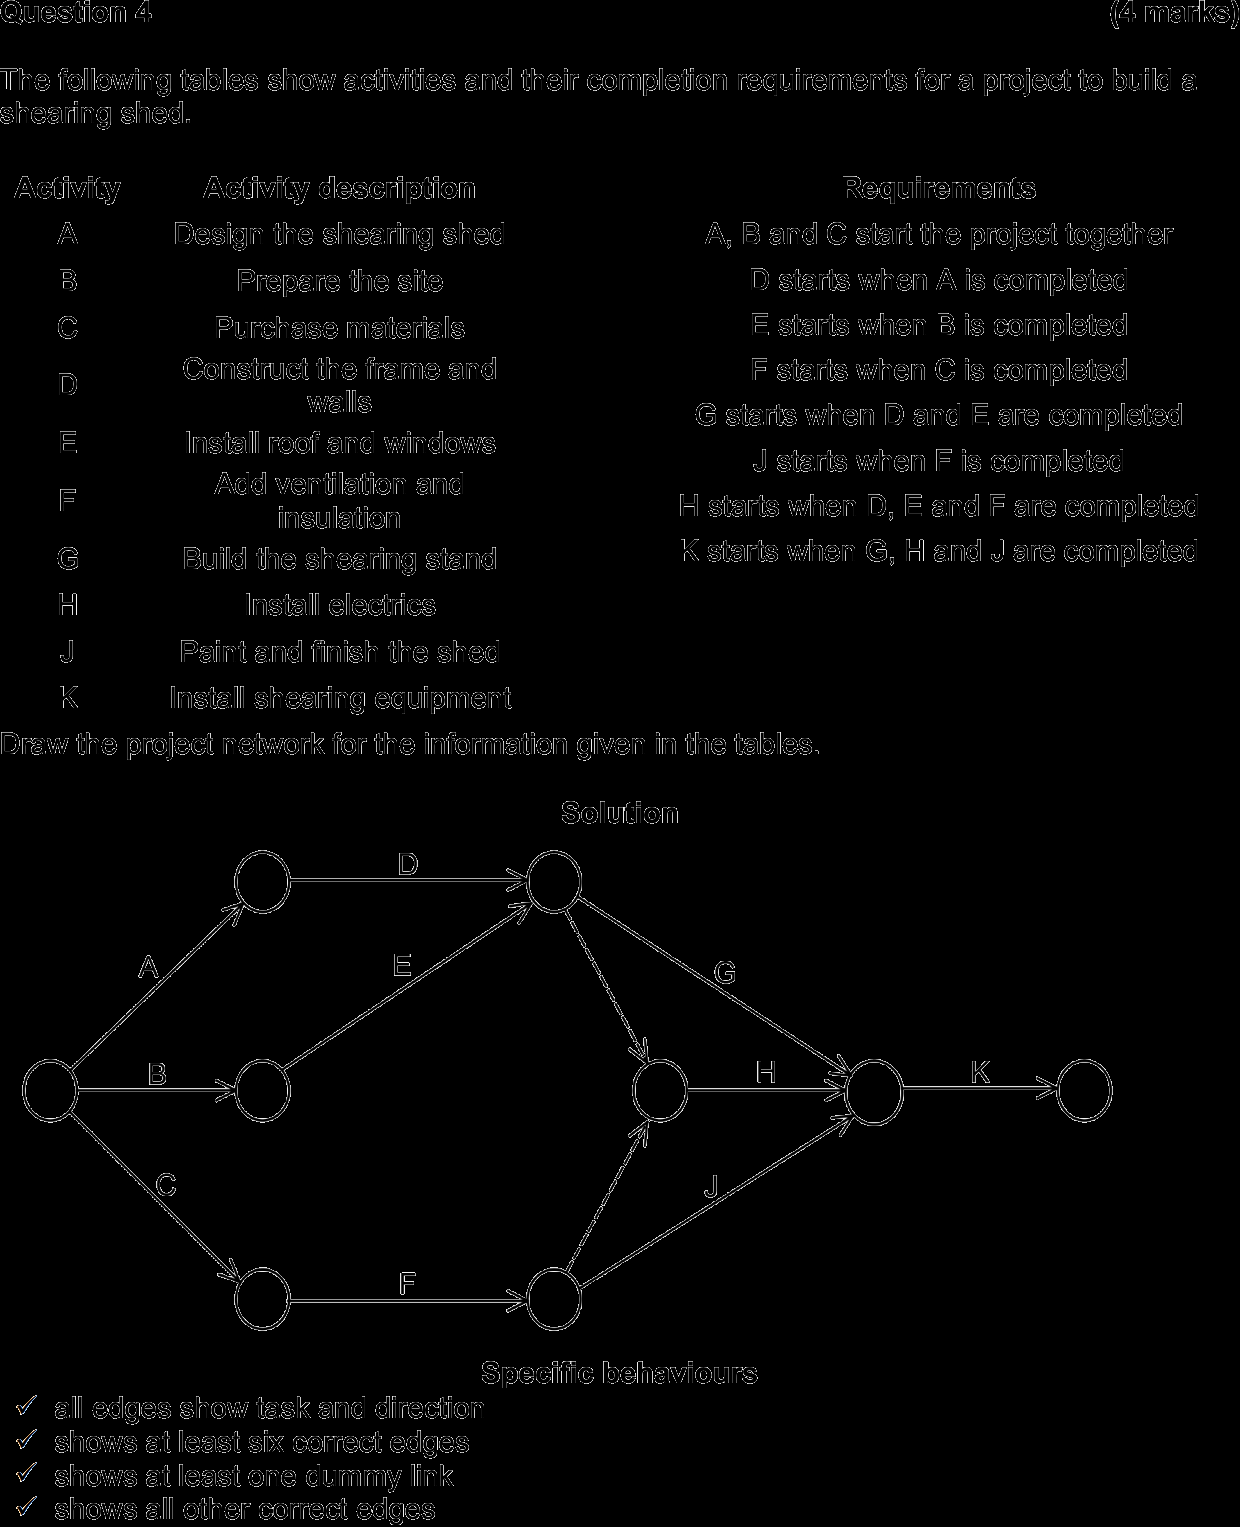 Question 4 (4 marks)
The following tables show activities and their completion requirements for a project to build a
shearing shed.
Activity Activity description
A Design the shearing shed
B Prepare the site
C Purchase materials
D Construct the frame and
walls
E Install roof and windows
F Add ventilation and
insulation
G Build the shearing stand
H Install electrics
J Paint and finish the shed
K Install shearing equipment
Requirements
A, B and C start the project together
D starts when A is completed
E starts when B is completed
F starts when C is completed
G starts when D and E are completed
J starts when F is completed
H starts when D, E and F are completed
K starts when G, H and J are completed
Draw the project network for the information given in the tables.
Solution
D
A
E
G
B
H
K
C
J
F
Specific behaviours
✓ all edges show task and direction
✓ shows at least six correct edges
✓ shows at least one dummy link
✓ shows all other correct edges